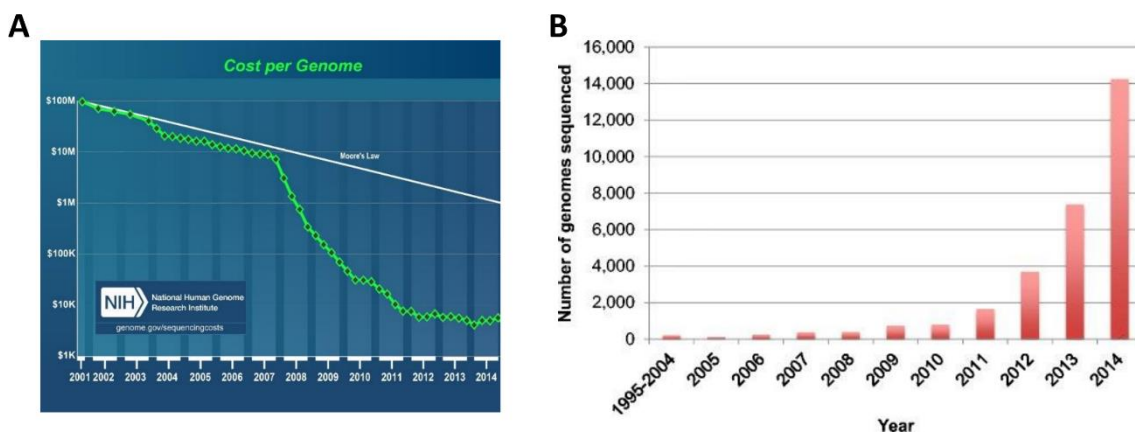 A
Cost per Genome
$100M
$10M
$1M
$100K
$10K
$1K
Moore's Law
NIH
National Human Genome
Research Institute
genome.gov/sequencingcosts
2001 2002 2003 2004 2005 2006 2007 2008 2009 2010 2011 2012 2013 2014
B
Number of genomes sequenced
16,000
14,000
12,000
10,000
8,000
6,000
4,000
2,000
0
1995-2004 2005 2006 2007 2008 2009 2010 2011 2012 2013 2014
Year